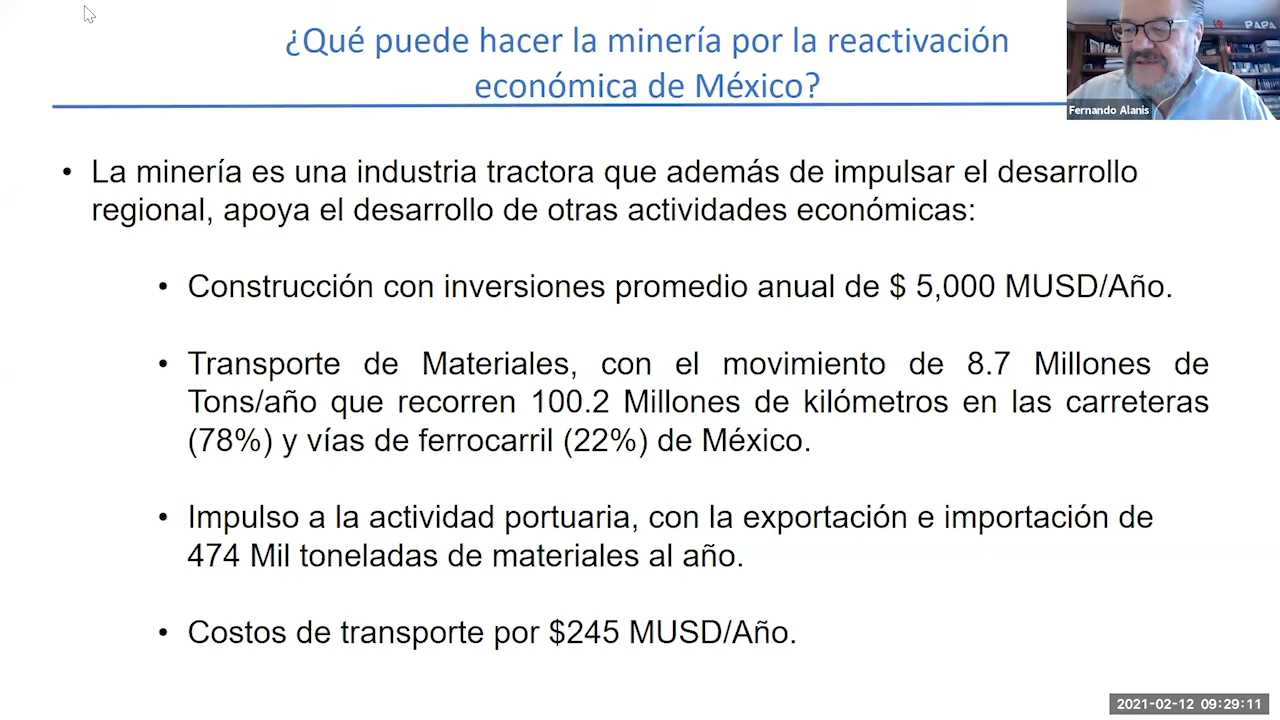 ¿Qué puede hacer la minería por la reactivación
económica de México?
PAPA
Fernando Alanis
• La minería es una industria tractora que además de impulsar el desarrollo
regional, apoya el desarrollo de otras actividades económicas:
• Construcción con inversiones promedio anual de $ 5,000 MUSD/Año.
• Transporte de Materiales, con el movimiento de 8.7 Millones de
Tons/año que recorren 100.2 Millones de kilómetros en las carreteras
(78%) y vías de ferrocarril (22%) de México.
• Impulso a la actividad portuaria, con la exportación e importación de
474 Mil toneladas de materiales al año.
• Costos de transporte por $245 MUSD/Año.
2021-02-12 09:29:11